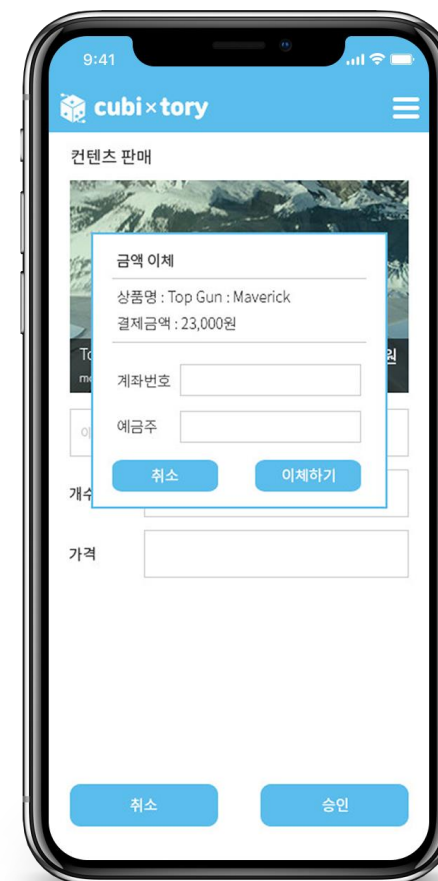 9:41
cubi×tory
컨텐츠 판매
금액 이체
상품명 : Top Gun : Maverick
결제금액 : 23,000원
계좌번호
예금주
취소
이체하기
원
개수
가격
취소
승인